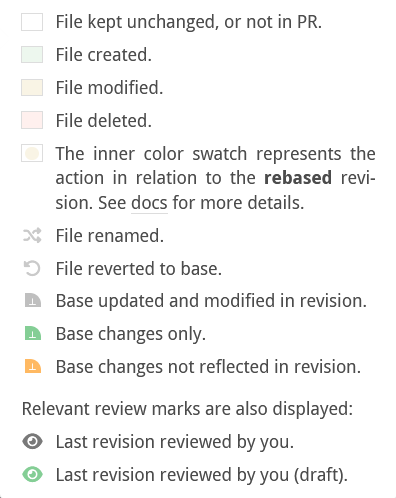 File kept unchanged, or not in PR.
File created.
File modified.
File deleted.
The inner color swatch represents the
action in relation to the rebased revi-
sion. See docs for more details.
File renamed.
File reverted to base.
Base updated and modified in revision.
Base changes only.
Base changes not reflected in revision.
Relevant review marks are also displayed:
Last revision reviewed by you.
Last revision reviewed by you (draft).